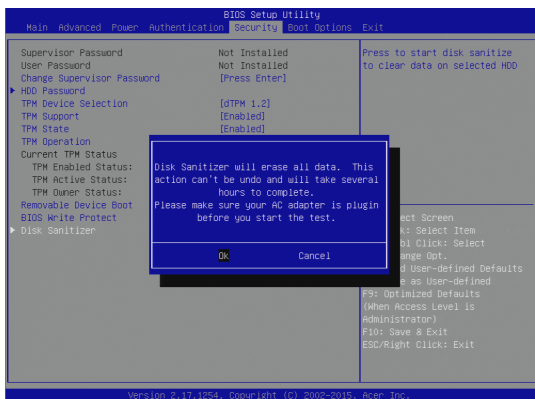 BIOS Setup Utility
Main Advanced Power Authentication Security Boot Options Exit
Supervisor Password Not Installed
User Password Not Installed
Change Supervisor Password [Press Enter]
HDD Password
TPM Device Selection [dTPM 1.2]
TPM Support [Enabled]
TPM State [Enabled]
TPM Operation
Current TPM Status
TPM Enabled Status:
TPM Active Status:
TPM Owner Status:
Removable Device Boot
BIOS Write Protect
Disk Sanitizer
Disk Sanitizer will erase all data. This
action can't be undo and will take several
hours to complete.
Please make sure your AC adapter is plugin
before you start the test.
Ok Cancel
Press to start disk sanitize
to clear data on selected HDD
ect Screen
k: Select Item
bl Click: Select
ange Opt.
d User-defined Defaults
e as User-defined
F9: Optimized Defaults
(When Access Level is
Administrator)
F10: Save & Exit
ESC/Right Click: Exit
Version 2.17.1254. Copyright (C) 2002-2015, Acer Inc.